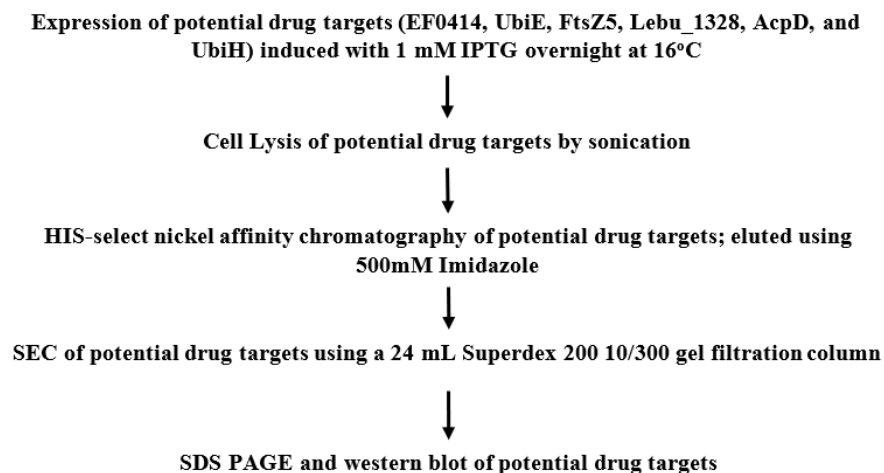 Expression of potential drug targets (EF0414, UbiE, FtsZ5, Lebu_1328, AcpD, and
UbiH) induced with 1 mM IPTG overnight at 16°C
Cell Lysis of potential drug targets by sonication
HIS-select nickel affinity chromatography of potential drug targets; eluted using
500mM Imidazole
SEC of potential drug targets using a 24 mL Superdex 200 10/300 gel filtration column
SDS PAGE and western blot of potential drug targets